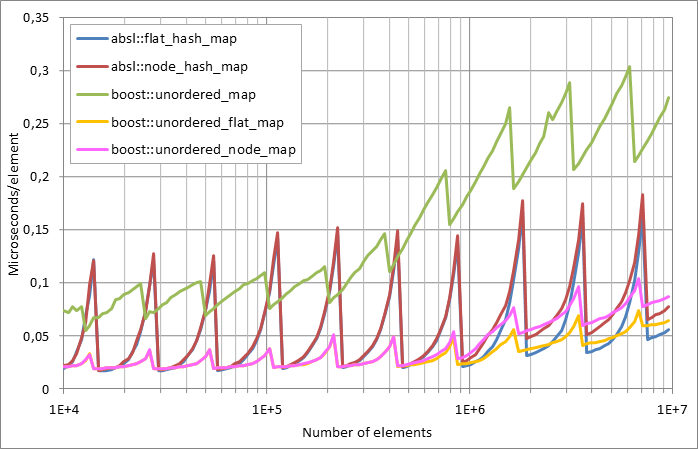 0,35
0,3
0,25
0,2
0,15
0,1
0,05
0
Microseconds/element
absl::flat_hash_map
absl::node_hash_map
boost::unordered_map
boost::unordered_flat_map
boost::unordered_node_map
1E+4
1E+5
1E+6
1E+7
Number of elements